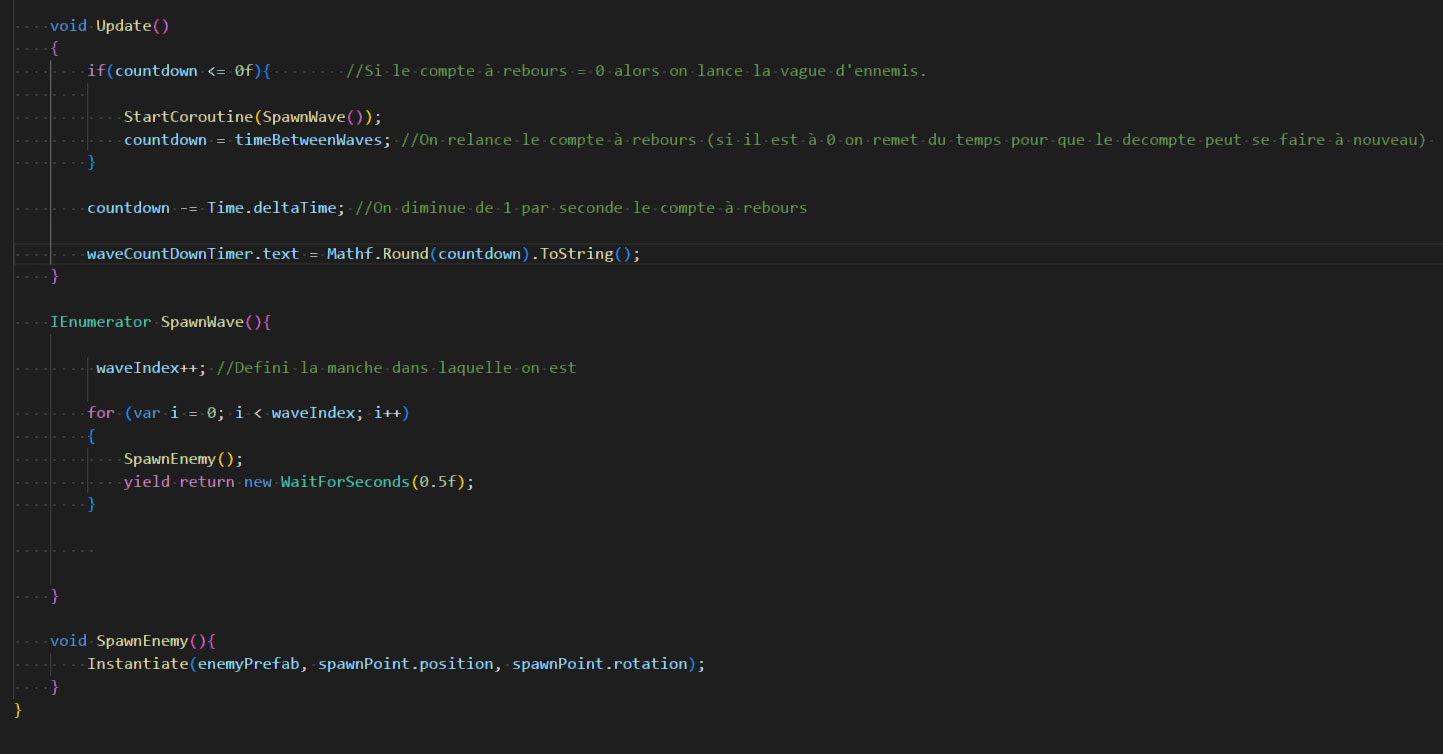 void Update()
{
if(countdown <= 0f){ //Si le compte à rebours = 0 alors on lance la vague d'ennemis.
StartCoroutine(SpawnWave());
countdown = timeBetweenWaves; //On relance le compte à rebours (si il est à 0 on remet du temps pour que le decompte peut se faire à nouveau)
}
countdown -= Time.deltaTime; //On diminue de 1 par seconde le compte à rebours
waveCountDownTimer.text = Mathf.Round(countdown).ToString();
}
IEnumerator SpawnWave(){
waveIndex++; //Defini la manche dans laquelle on est
for (var i = 0; i < waveIndex; i++)
{
SpawnEnemy();
yield return new WaitForSeconds(0.5f);
}
}
void SpawnEnemy(){
Instantiate(enemyPrefab, spawnPoint.position, spawnPoint.rotation);
}
}